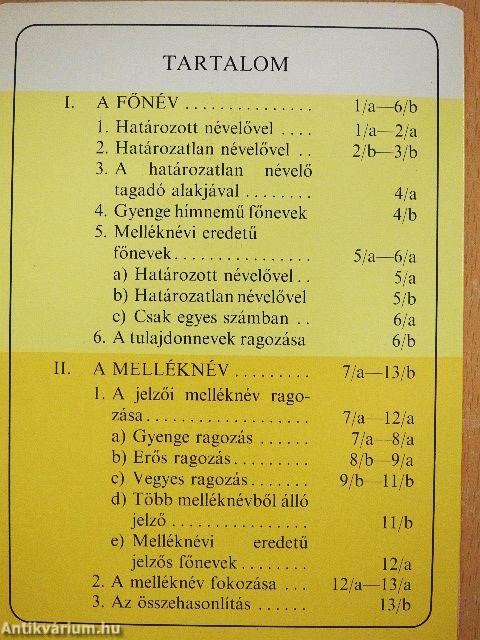 TARTALOM
I. A FŐNÉV ............... 1/a—6/b
1. Határozott névelővel .... 1/a—2/a
2. Határozatlan névelővel .. 2/b—3/b
3. A határozatlan névelő
tagadó alakjával ........ 4/a
4. Gyenge hímnemű főnevek 4/b
5. Melléknévi eredetű
főnevek................. 5/a—6/a
a) Határozott névelővel.. 5/a
b) Határozatlan névelővel 5/b
c) Csak egyes számban .. 6/a
6. A tulajdonnevek ragozása 6/b
II. A MELLÉKNÉV ......... 7/a—13/b
1. A jelzői melléknév rago-
zása.................... 7/a—12/a
a) Gyenge ragozás ...... 7/a—8/a
b) Erős ragozás......... 8/b—9/a
c) Vegyes ragozás....... 9/b—11/b
d) Több melléknévből álló
jelző ................. 11/b
e) Melléknévi eredetű
jelzős főnevek......... 12/a
2. A melléknév fokozása ... 12/a—13/a
3. Az összehasonlítás ...... 13/b
Antikvárium.hu